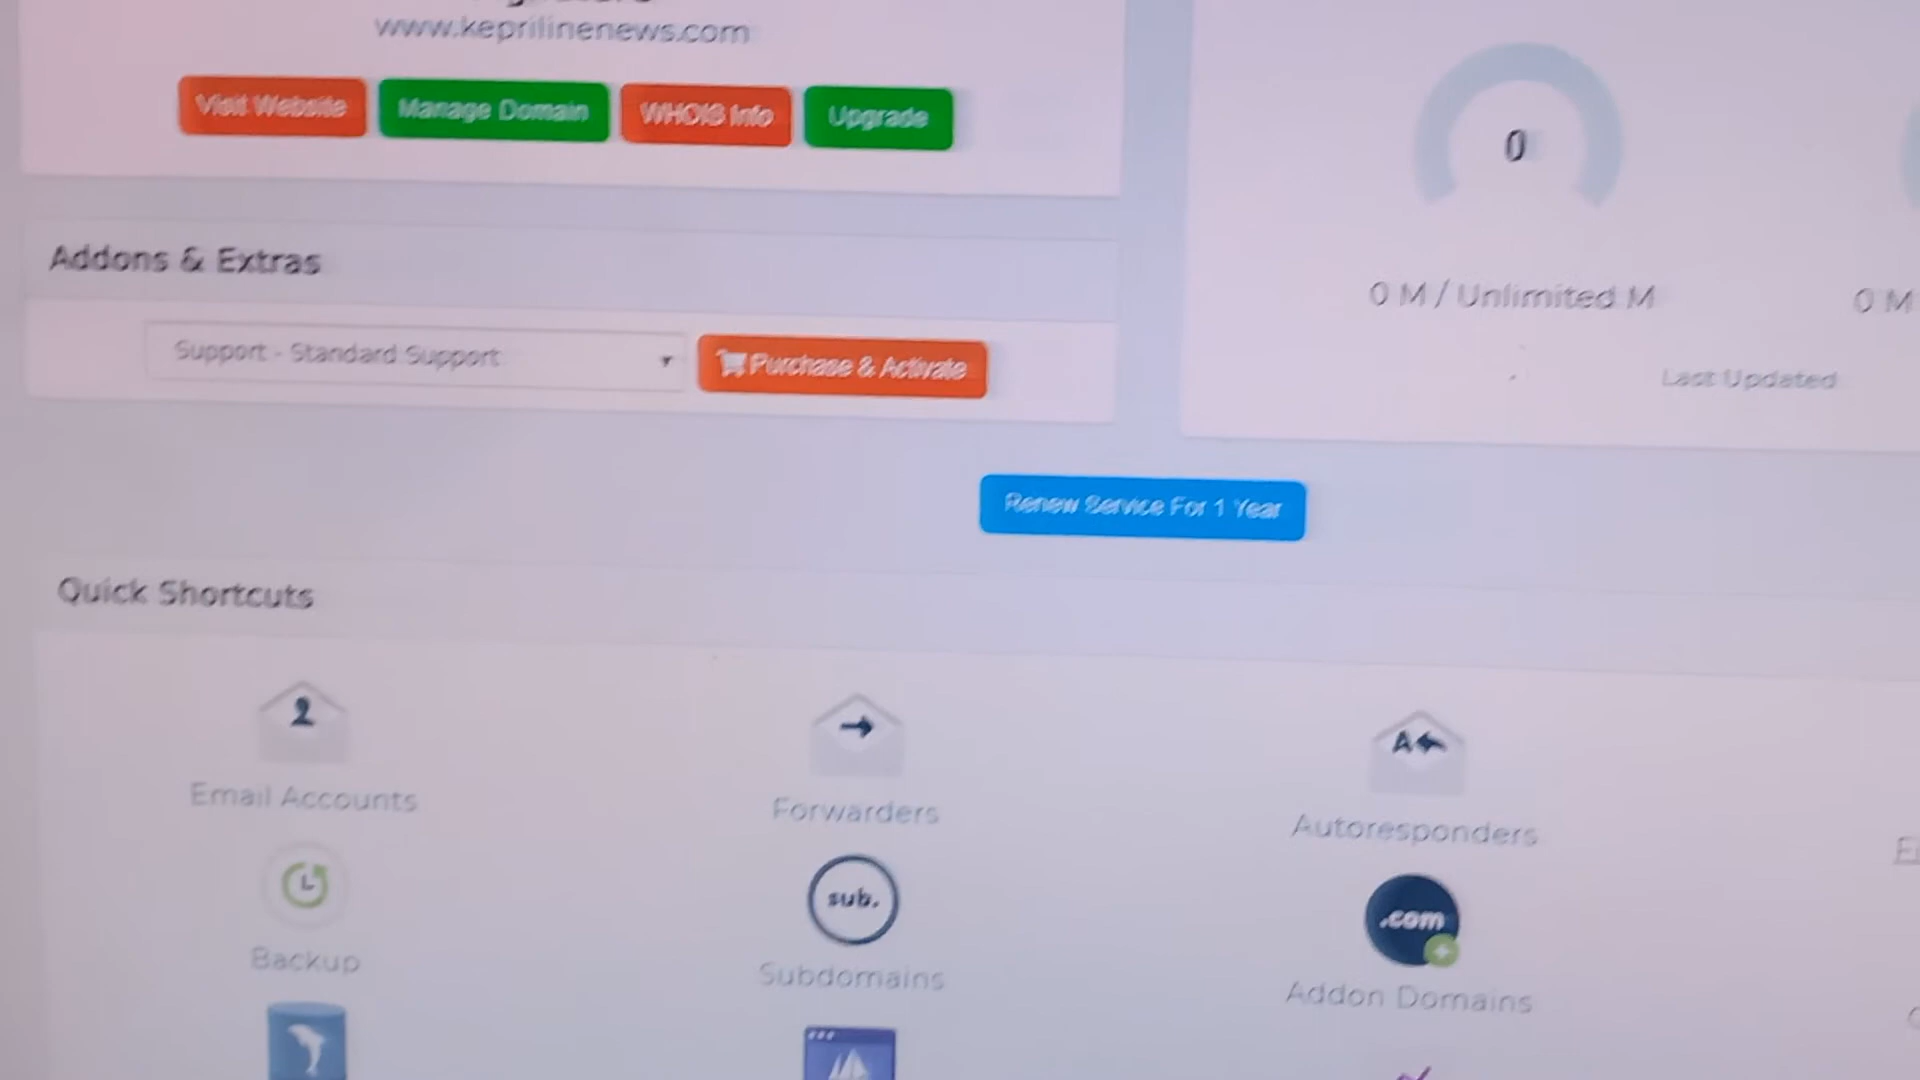 www.keprilinenews.com
Visit Website
Manage Domain
WHOIS Info
Upgrade
0
0 M / Unlimited M
0 M
Last Updated
Addons & Extras
Support - Standard Support
Purchase & Activate
Renew Service For 1 Year
Quick Shortcuts
2
A
Email Accounts
Forwarders
Autoresponders
sub.
.com
Backup
Subdomains
Addon Domains